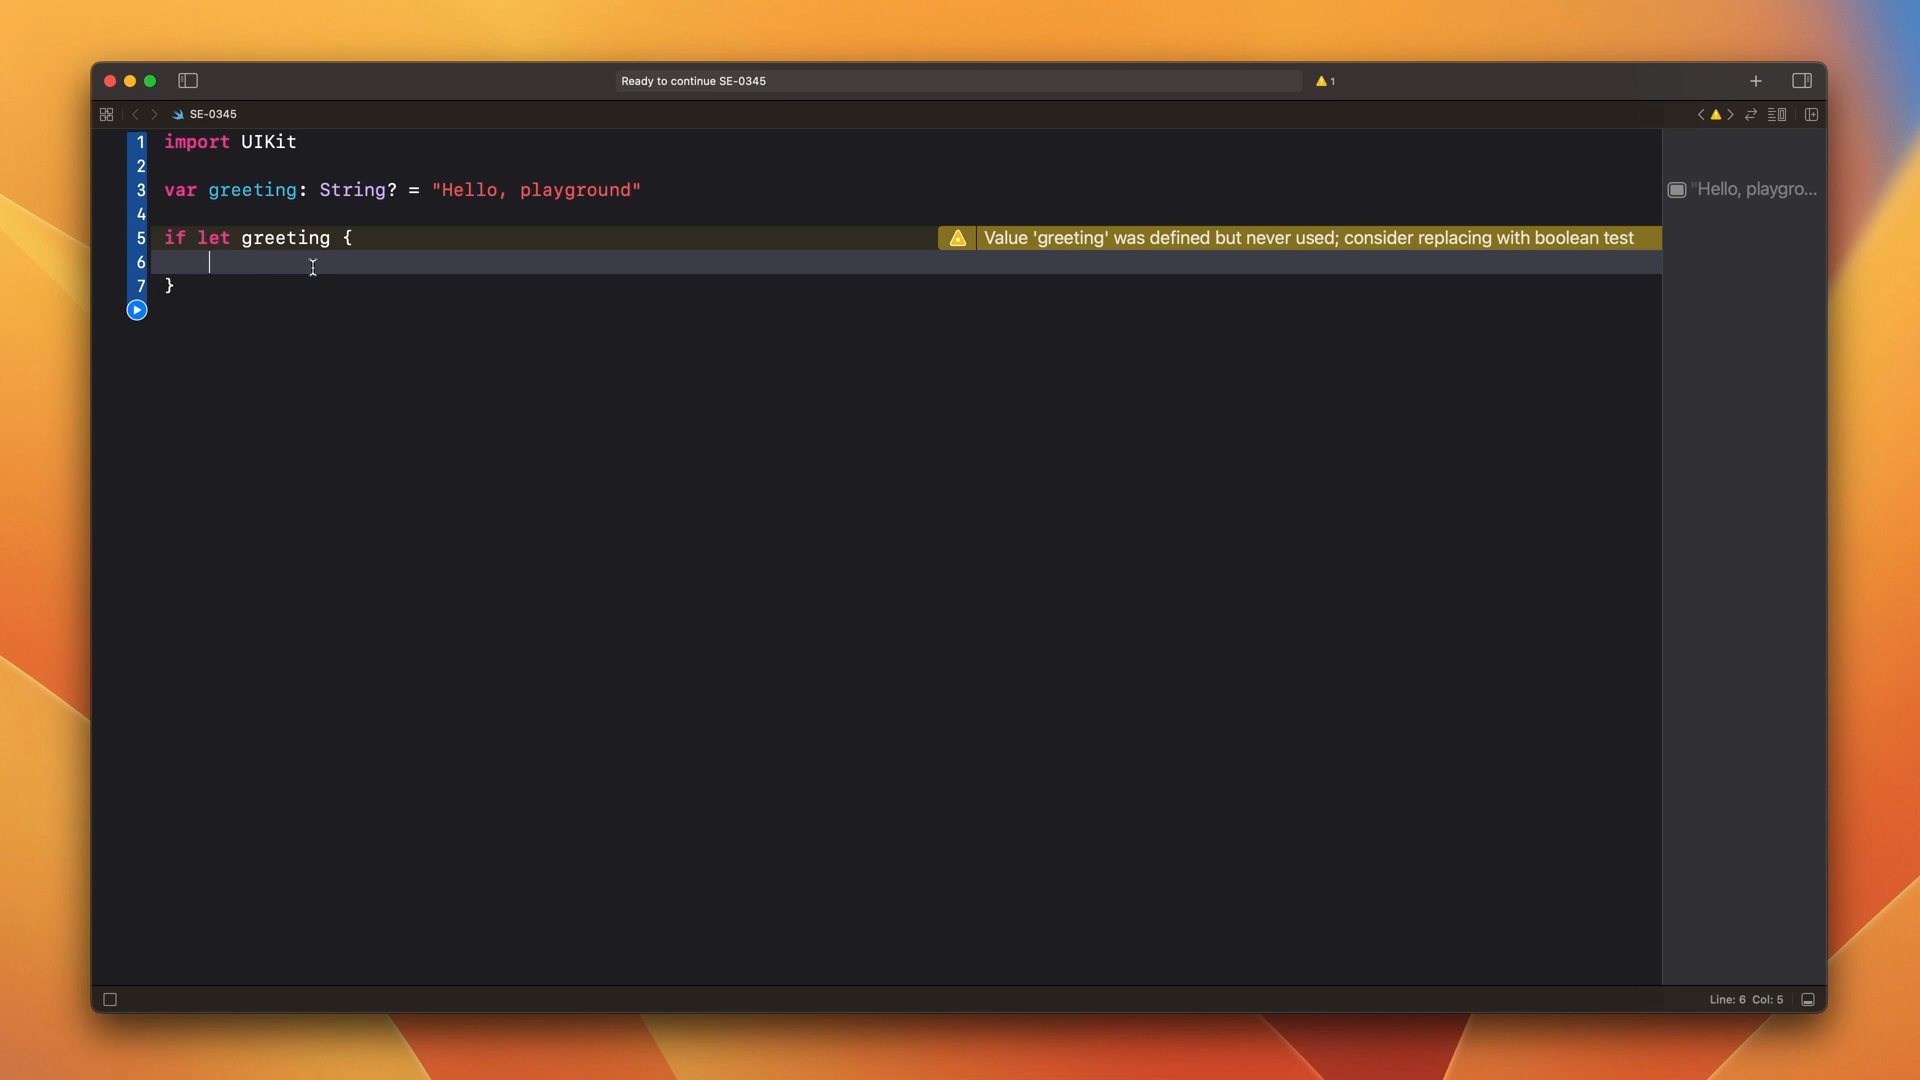 Ready to continue SE-0345
1
SE-0345
1 import UIKit
2
3 var greeting: String? = "Hello, playground"
"Hello, playgro...
4
5 if let greeting {
Value 'greeting' was defined but never used; consider replacing with boolean test
6
7 }
Line: 6 Col: 5